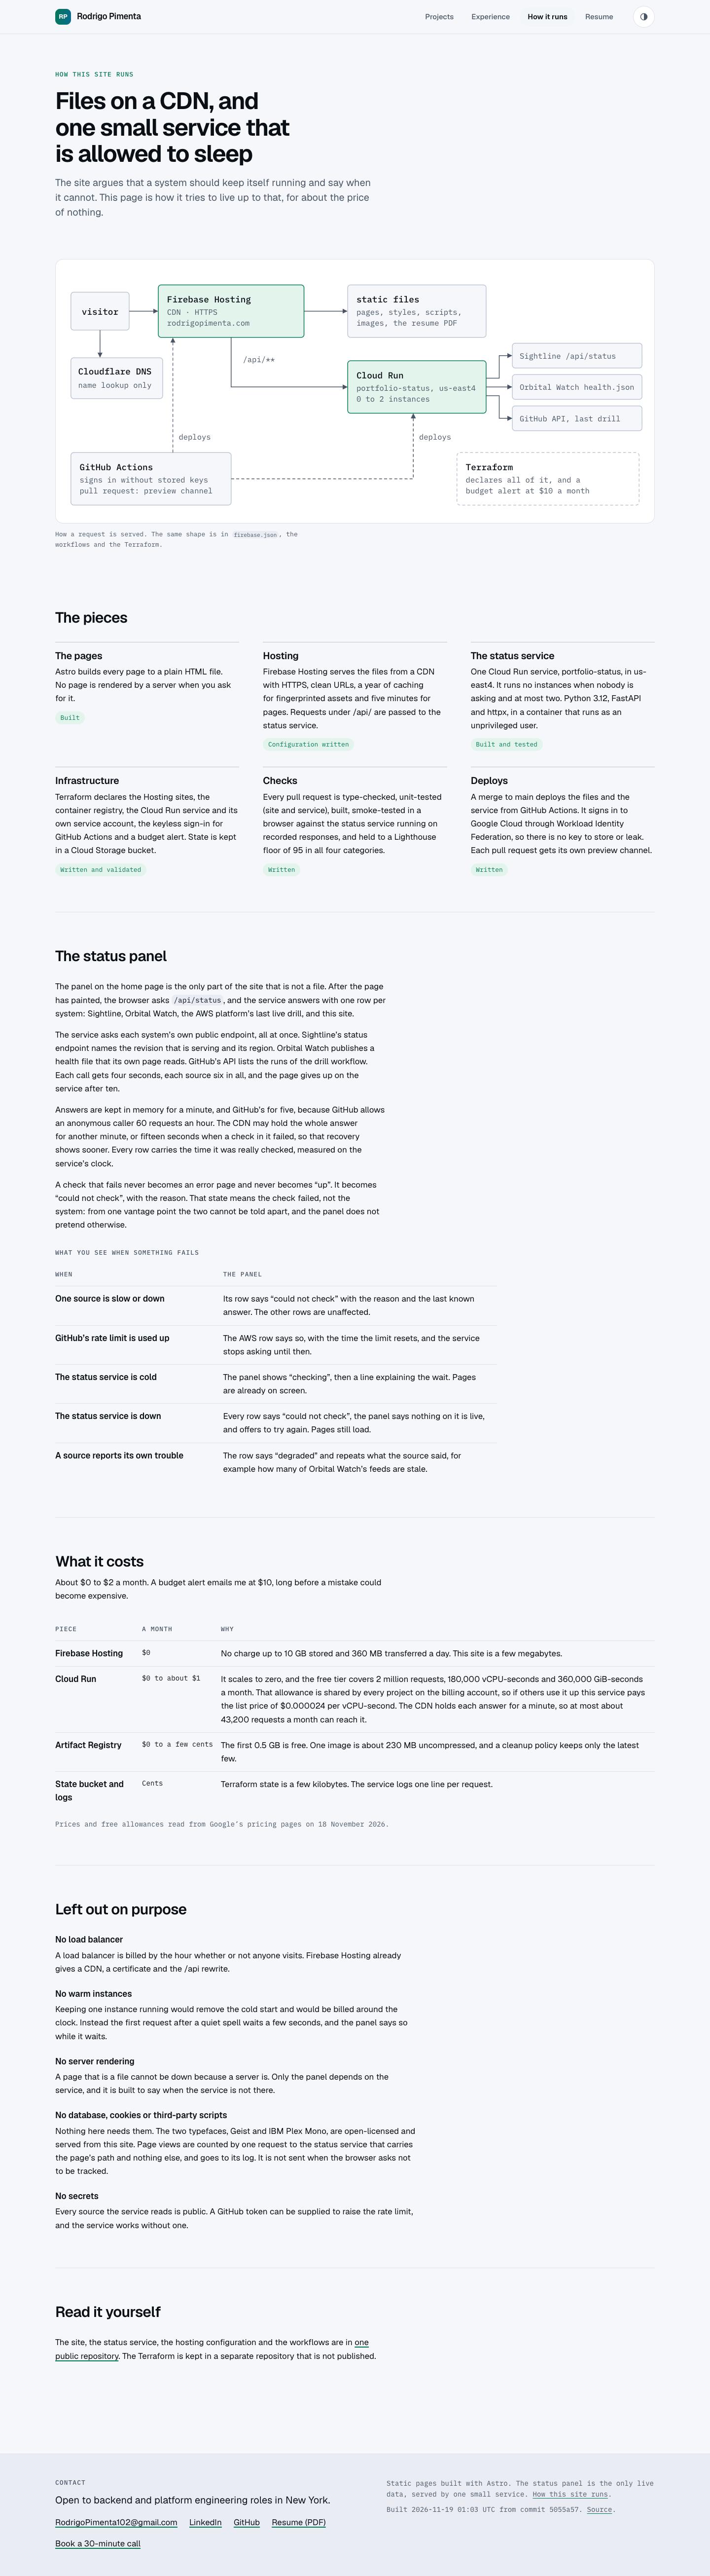 RP Rodrigo Pimenta
Projects Experience How it runs Resume
HOW THIS SITE RUNS
Files on a CDN, and
one small service that
is allowed to sleep
The site argues that a system should keep itself running and say when
it cannot. This page is how it tries to live up to that, for about the price
of nothing.
visitor
Firebase Hosting
CDN · HTTPS
rodrigopimenta.com
static files
pages, styles, scripts,
images, the resume PDF
Cloudflare DNS
name lookup only
/api/**
Cloud Run
portfolio-status, us-east4
0 to 2 instances
Sightline /api/status
Orbital Watch health.json
GitHub API, last drill
deploys
deploys
GitHub Actions
signs in without stored keys
pull request: preview channel
Terraform
declares all of it, and a
budget alert at $10 a month
How a request is served. The same shape is in firebase.json, the
workflows and the Terraform.
The pieces
The pages
Astro builds every page to a plain HTML file.
No page is rendered by a server when you ask
for it.
Built
Hosting
Firebase Hosting serves the files from a CDN
with HTTPS, clean URLs, a year of caching
for fingerprinted assets and five minutes for
pages. Requests under /api/ are passed to the
status service.
Configuration written
The status service
One Cloud Run service, portfolio-status, in us-
east4. It runs no instances when nobody is
asking and at most two. Python 3.12, FastAPI
and httpx, in a container that runs as an
unprivileged user.
Built and tested
Infrastructure
Terraform declares the Hosting sites, the
container registry, the Cloud Run service and its
own service account, the keyless sign-in for
GitHub Actions and a budget alert. State is kept
in a Cloud Storage bucket.
Written and validated
Checks
Every pull request is type-checked, unit-tested
(site and service), built, smoke-tested in a
browser against the status service running on
recorded responses, and held to a Lighthouse
floor of 95 in all four categories.
Written
Deploys
A merge to main deploys the files and the
service from GitHub Actions. It signs in to
Google Cloud through Workload Identity
Federation, so there is no key to store or leak.
Each pull request gets its own preview channel.
Written
The status panel
The panel on the home page is the only part of the site that is not a file. After the page
has painted, the browser asks /api/status, and the service answers with one row per
system: Sightline, Orbital Watch, the AWS platform's last live drill, and this site.
The service asks each system's own public endpoint, all at once. Sightline's status
endpoint names the revision that is serving and its region. Orbital Watch publishes a
health file that its own page reads. GitHub's API lists the runs of the drill workflow.
Each call gets four seconds, each source six in all, and the page gives up on the
service after ten.
Answers are kept in memory for a minute, and GitHub's for five, because GitHub allows
an anonymous caller 60 requests an hour. The CDN may hold the whole answer
for another minute, or fifteen seconds when a check in it failed, so that recovery
shows sooner. Every row carries the time it was really checked, measured on the
service's clock.
A check that fails never becomes an error page and never becomes “up”. It becomes
“could not check”, with the reason. That state means the check failed, not the
system: from one vantage point the two cannot be told apart, and the panel does not
pretend otherwise.
WHAT YOU SEE WHEN SOMETHING FAILS
WHEN THE PANEL
One source is slow or down
Its row says “could not check” with the reason and the last known
answer. The other rows are unaffected.
GitHub's rate limit is used up
The AWS row says so, with the time the limit resets, and the service
stops asking until then.
The status service is cold
The panel shows “checking”, then a line explaining the wait. Pages
are already on screen.
The status service is down
Every row says “could not check”, the panel says nothing on it is live,
and offers to try again. Pages still load.
A source reports its own trouble
The row says “degraded” and repeats what the source said, for
example how many of Orbital Watch's feeds are stale.
What it costs
About $0 to $2 a month. A budget alert emails me at $10, long before a mistake could
become expensive.
PIECE A MONTH WHY
Firebase Hosting $0 No charge up to 10 GB stored and 360 MB transferred a day. This site is a few megabytes.
Cloud Run $0 to about $1 It scales to zero, and the free tier covers 2 million requests, 180,000 vCPU-seconds and 360,000 GiB-seconds
a month. That allowance is shared by every project on the billing account, so if others use it up this service pays
the list price of $0.000024 per vCPU-second. The CDN holds each answer for a minute, so at most about
43,200 requests a month can reach it.
Artifact Registry $0 to a few cents The first 0.5 GB is free. One image is about 230 MB uncompressed, and a cleanup policy keeps only the latest
few.
State bucket and
logs
Cents Terraform state is a few kilobytes. The service logs one line per request.
Prices and free allowances read from Google's pricing pages on 18 November 2026.
Left out on purpose
No load balancer
A load balancer is billed by the hour whether or not anyone visits. Firebase Hosting already
gives a CDN, a certificate and the /api rewrite.
No warm instances
Keeping one instance running would remove the cold start and would be billed around the
clock. Instead the first request after a quiet spell waits a few seconds, and the panel says so
while it waits.
No server rendering
A page that is a file cannot be down because a server is. Only the panel depends on the
service, and it is built to say when the service is not there.
No database, cookies or third-party scripts
Nothing here needs them. The two typefaces, Geist and IBM Plex Mono, are open-licensed and
served from this site. Page views are counted by one request to the status service that carries
the page's path and nothing else, and goes to its log. It is not sent when the browser asks not
to be tracked.
No secrets
Every source the service reads is public. A GitHub token can be supplied to raise the rate limit,
and the service works without one.
Read it yourself
The site, the status service, the hosting configuration and the workflows are in one
public repository. The Terraform is kept in a separate repository that is not published.
CONTACT
Open to backend and platform engineering roles in New York.
RodrigoPimenta102@gmail.com LinkedIn GitHub Resume (PDF)
Book a 30-minute call
Static pages built with Astro. The status panel is the only live
data, served by one small service. How this site runs.
Built 2026-11-19 01:03 UTC from commit 5055a57. Source.